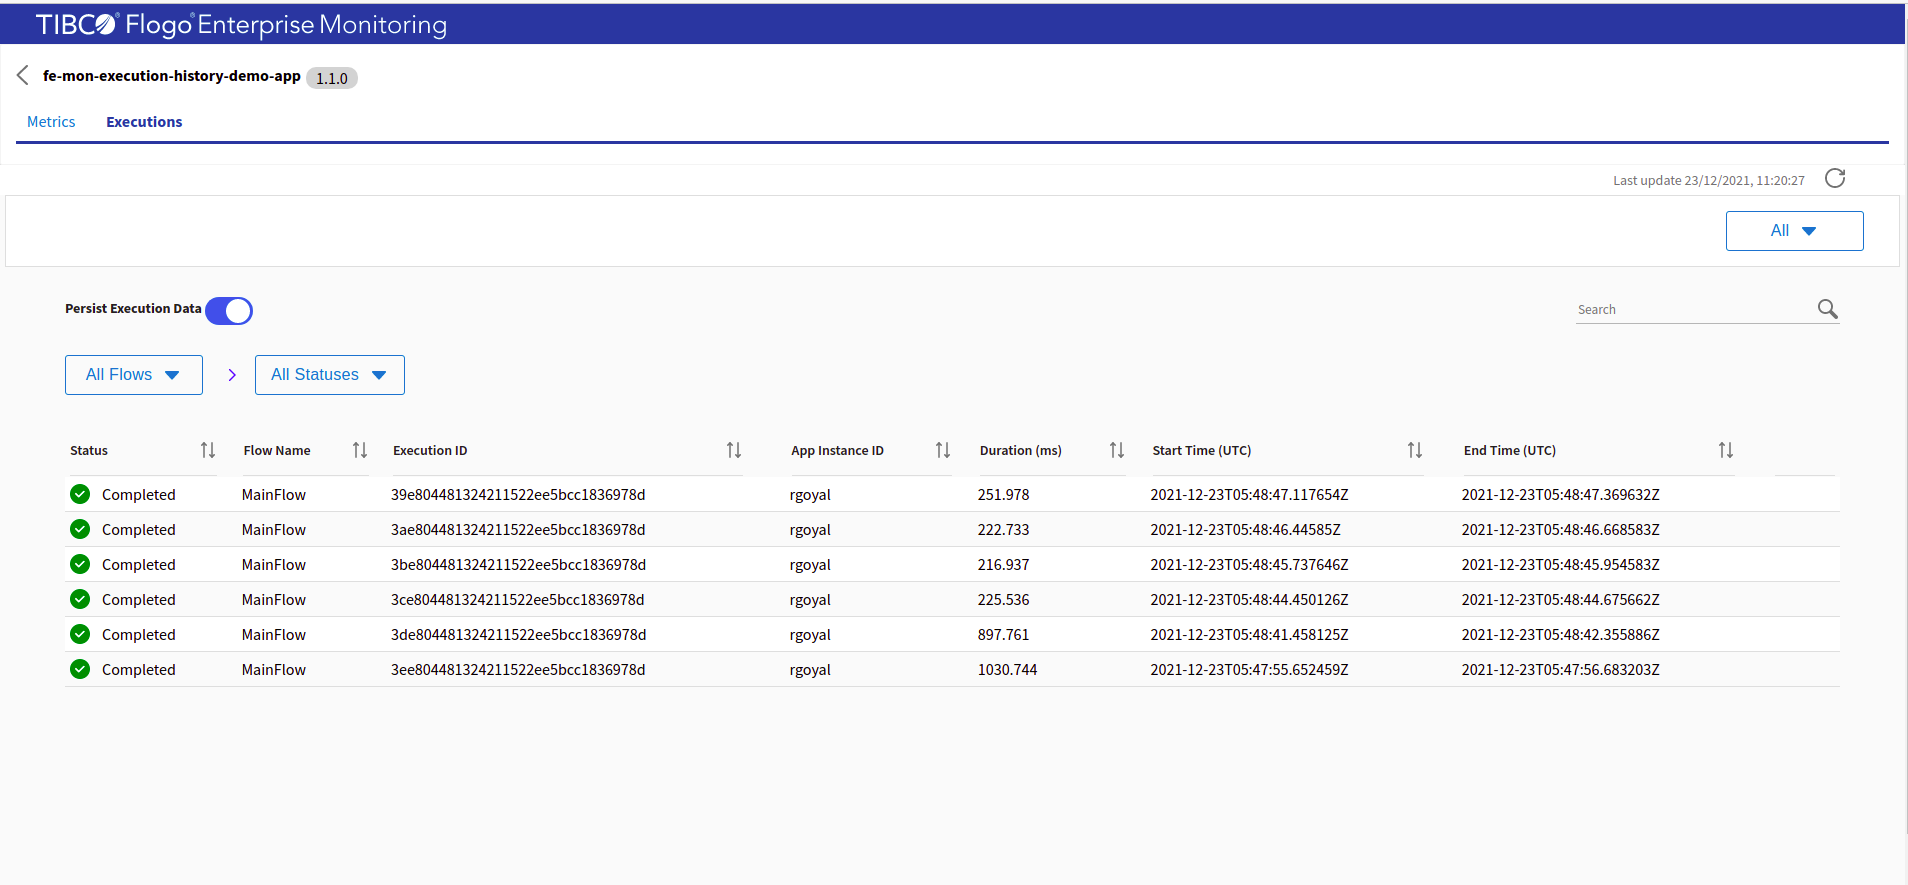 TIBCO® Flogo® Enterprise Monitoring
fe-mon-execution-history-demo-app 1.1.0
Metrics Executions
Last update 23/12/2021, 11:20:27
All
Persist Execution Data Search
All Flows All Statuses
Status Flow Name Execution ID App Instance ID Duration (ms) Start Time (UTC) End Time (UTC)
Completed MainFlow 39e804481324211522ee5bcc1836978d rgoyal 251.978 2021-12-23T05:48:47.117654Z 2021-12-23T05:48:47.369632Z
Completed MainFlow 3ae804481324211522ee5bcc1836978d rgoyal 222.733 2021-12-23T05:48:46.44585Z 2021-12-23T05:48:46.668583Z
Completed MainFlow 3be804481324211522ee5bcc1836978d rgoyal 216.937 2021-12-23T05:48:45.737646Z 2021-12-23T05:48:45.954583Z
Completed MainFlow 3ce804481324211522ee5bcc1836978d rgoyal 225.536 2021-12-23T05:48:44.450126Z 2021-12-23T05:48:44.675662Z
Completed MainFlow 3de804481324211522ee5bcc1836978d rgoyal 897.761 2021-12-23T05:48:41.458125Z 2021-12-23T05:48:42.355886Z
Completed MainFlow 3ee804481324211522ee5bcc1836978d rgoyal 1030.744 2021-12-23T05:47:55.652459Z 2021-12-23T05:47:56.683203Z